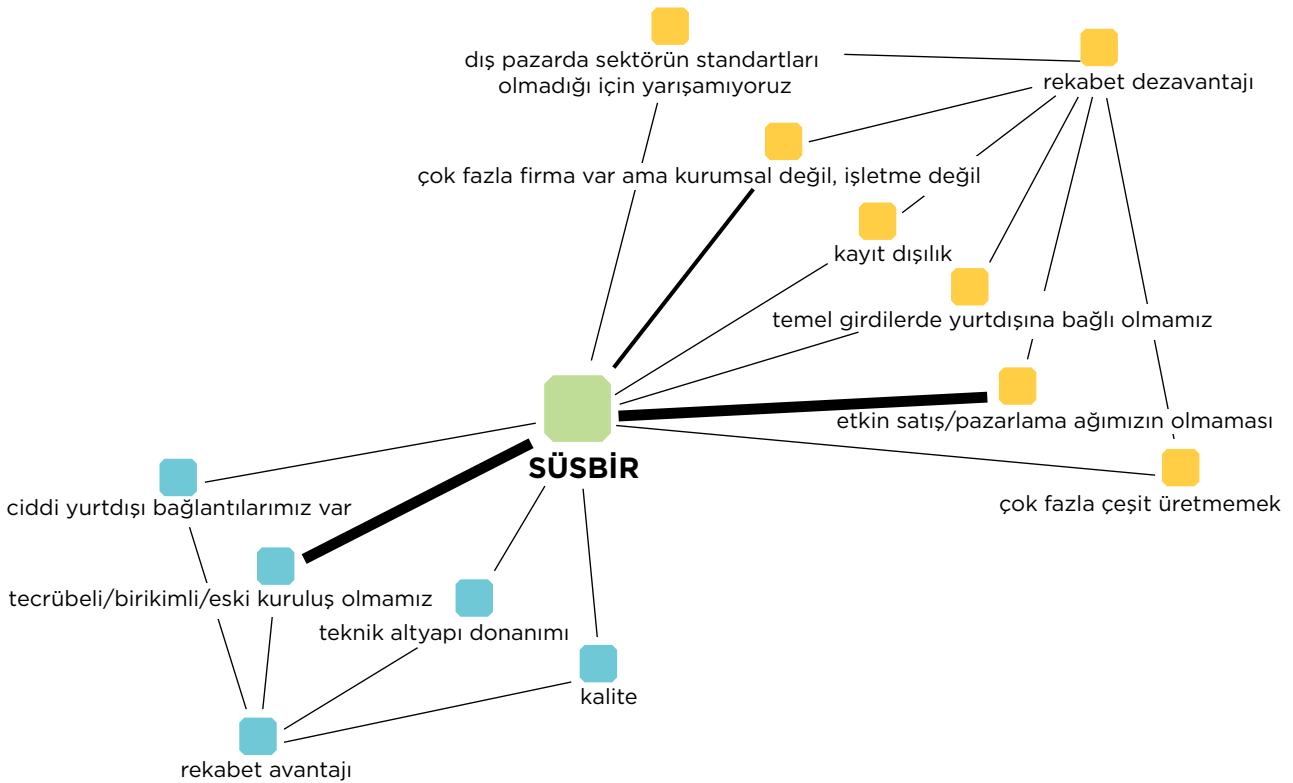 dış pazarda sektörün standartları
olmadığı için yarışamıyoruz
rekabet dezavantajı
çok fazla firma var ama kurumsal değil, işletme değil
kayıt dışılık
temel girdilerde yurtdışına bağlı olmamız
etkin satış/pazarlama ağımızın olmaması
SÜSBİR
çok fazla çeşit üretmemek
ciddi yurtdışı bağlantılarımız var
tecrübeli/birikimli/eski kuruluş olmamız
teknik altyapı donanımı
kalite
rekabet avantajı